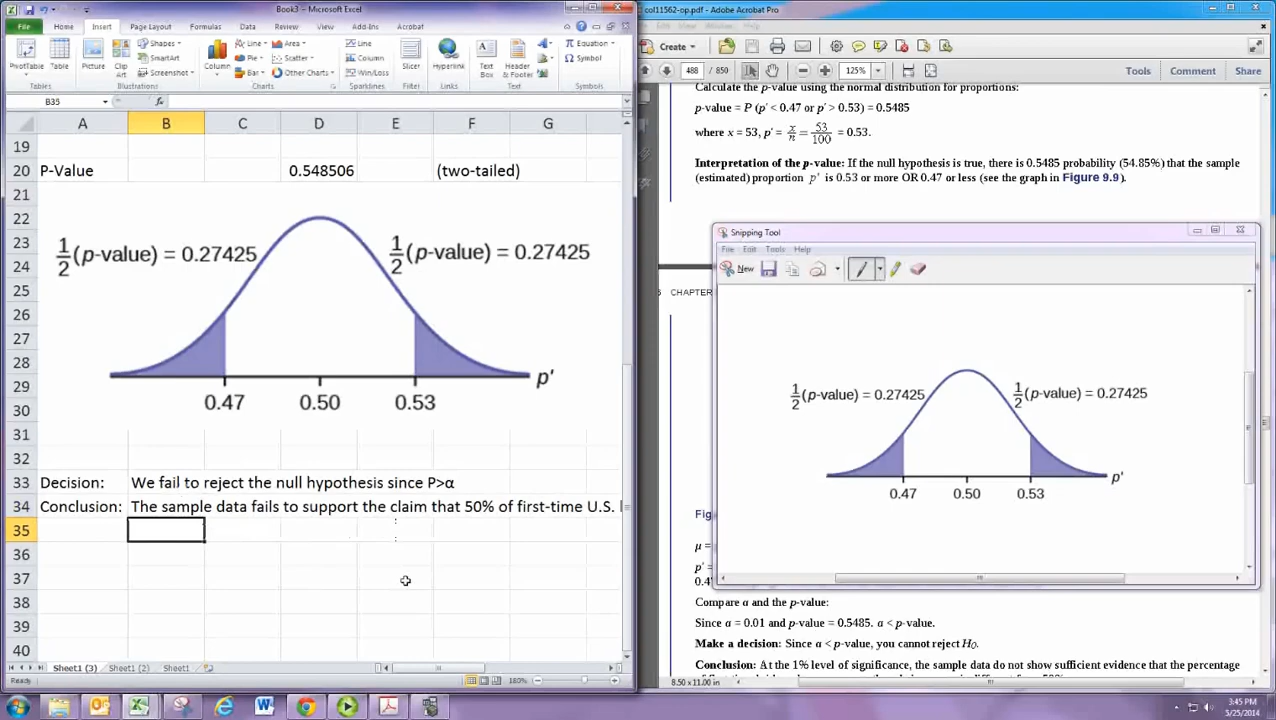 Book3 - Microsoft Excel
File Home Insert Page Layout Formulas Data Review View Add-Ins Acrobat
PivotTable Table Picture Clip Art Shapes SmartArt Screenshot Column Line Pie Bar Area Scatter Other Charts Line Column Win/Loss Slicer Hyperlink Text Box Header & Footer Equation Symbol
Tables Illustrations Charts Sparklines Filter Links Text Symbols
B35 fx
A B C D E F G
19
20 P-Value 0.548506 (two-tailed)
21
22
23
24
25
26
27
28
29
30
31
32
1/2(p-value) = 0.27425 1/2(p-value) = 0.27425
p'
0.47 0.50 0.53
33 Decision: We fail to reject the null hypothesis since P>α
34 Conclusion: The sample data fails to support the claim that 50% of first-time U.S.
35
36
37
38
39
40
Sheet1 (3) Sheet1 (2) Sheet1
Ready 180%
col11562-op.pdf - Adobe Acrobat Pro
Create
488 / 850 125% Tools Comment Share
Calculate the p-value using the normal distribution for proportions:
p-value = P (p′ < 0.47 or p′ > 0.53) = 0.5485
where x = 53, p′ = x/n = 53/100 = 0.53.
Interpretation of the p-value: If the null hypothesis is true, there is 0.5485 probability (54.85%) that the sample
(estimated) proportion p′ is 0.53 or more OR 0.47 or less (see the graph in Figure 9.9).
Snipping Tool
File Edit Tools Help
New
CHAPTER
1/2(p-value) = 0.27425 1/2(p-value) = 0.27425
p'
0.47 0.50 0.53
Fig
μ =
p′ =
0.4
Compare α and the p-value:
Since α = 0.01 and p-value = 0.5485. α < p-value.
Make a decision: Since α < p-value, you cannot reject H0.
Conclusion: At the 1% level of significance, the sample data do not show sufficient evidence that the percentage
8.50 x 11.00 in
3:45 PM
5/25/2014